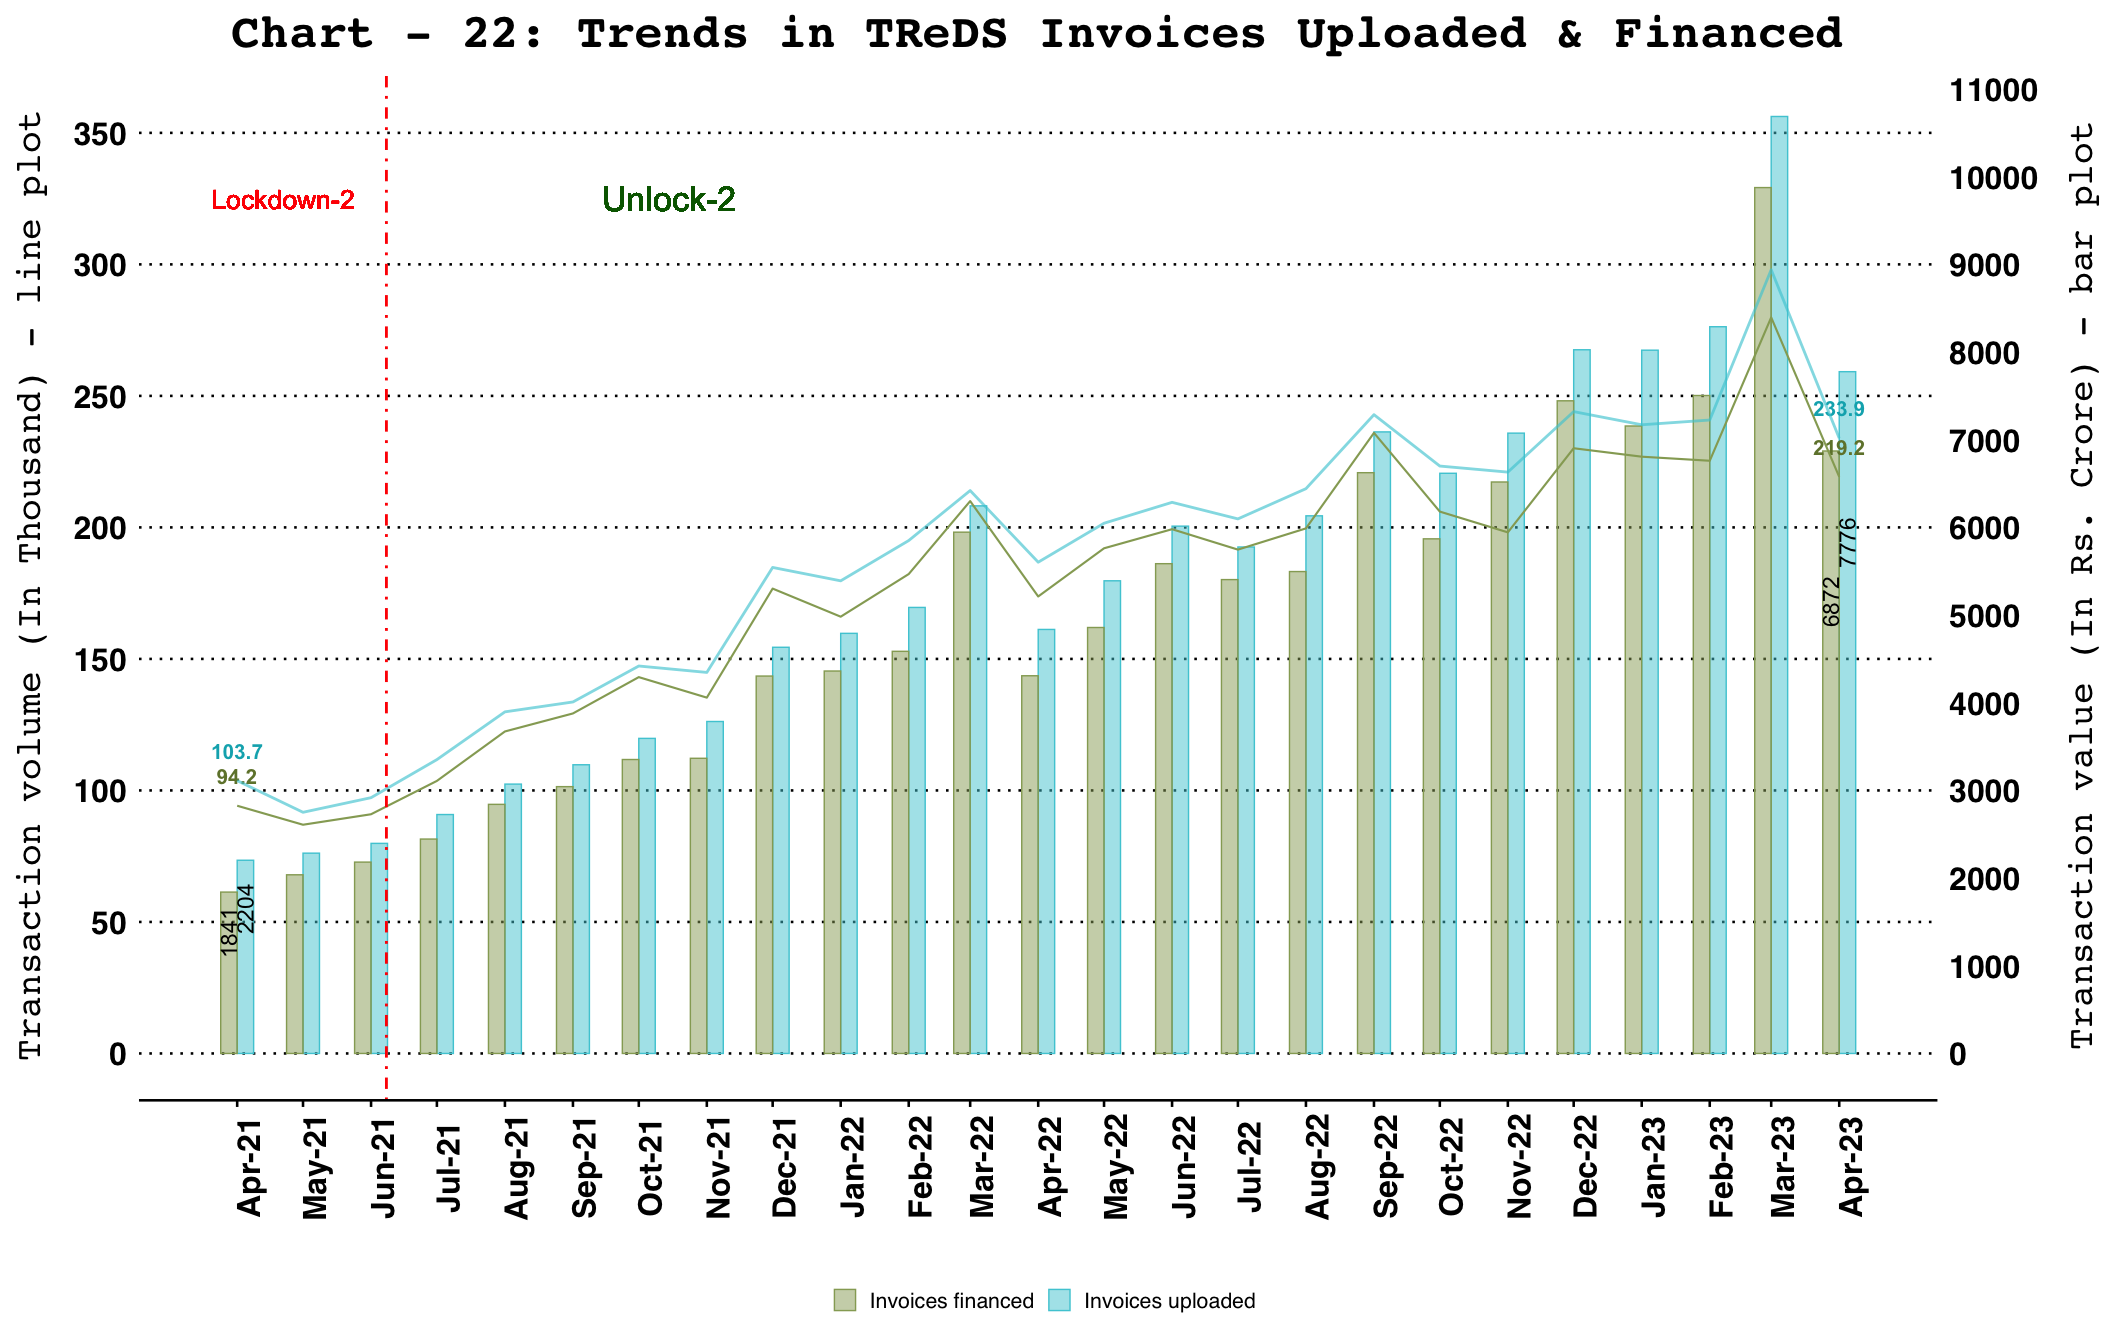 Chart - 22: Trends in TReDS Invoices Uploaded & Financed
Transaction volume (In Thousand) - line plot
350
300
250
200
150
100
50
0
Lockdown-2
Unlock-2
103.7
94.2
1841
2204
233.9
219.2
7776
6872
11000
10000
9000
8000
7000
6000
5000
4000
3000
2000
1000
0
Transaction value (In Rs. Crore) - bar plot
Apr-21
May-21
Jun-21
Jul-21
Aug-21
Sep-21
Oct-21
Nov-21
Dec-21
Jan-22
Feb-22
Mar-22
Apr-22
May-22
Jun-22
Jul-22
Aug-22
Sep-22
Oct-22
Nov-22
Dec-22
Jan-23
Feb-23
Mar-23
Apr-23
Invoices financed
Invoices uploaded